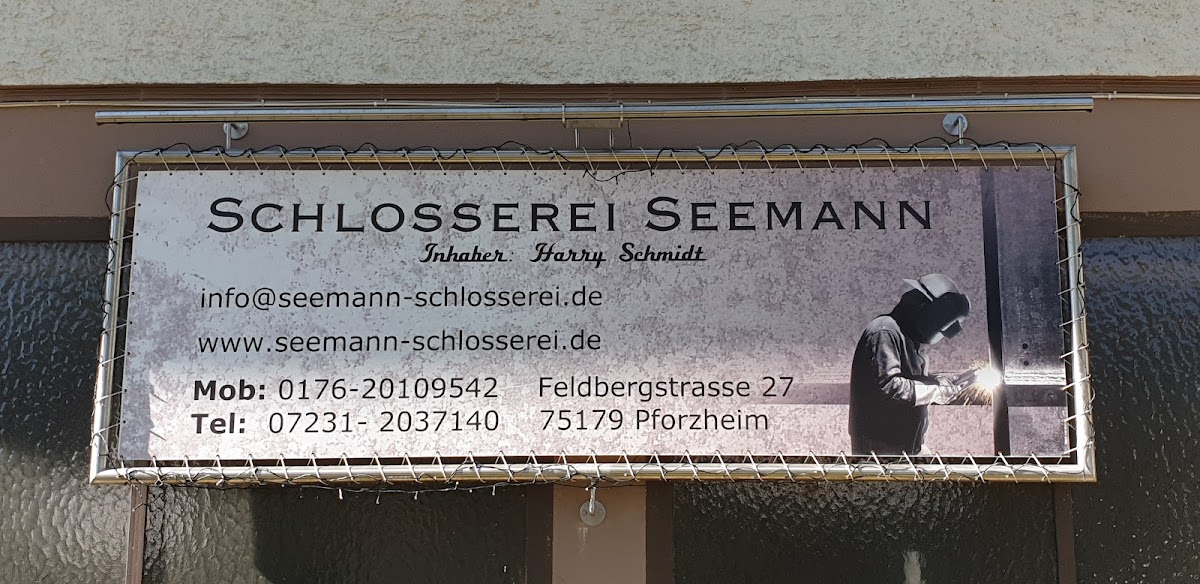 SCHLOSSEREI SEEMANN
Inhaber: Harry Schmidt
info@seemann-schlosserei.de
www.seemann-schlosserei.de
Mob: 0176-20109542
Tel: 07231- 2037140
Feldbergstrasse 27
75179 Pforzheim